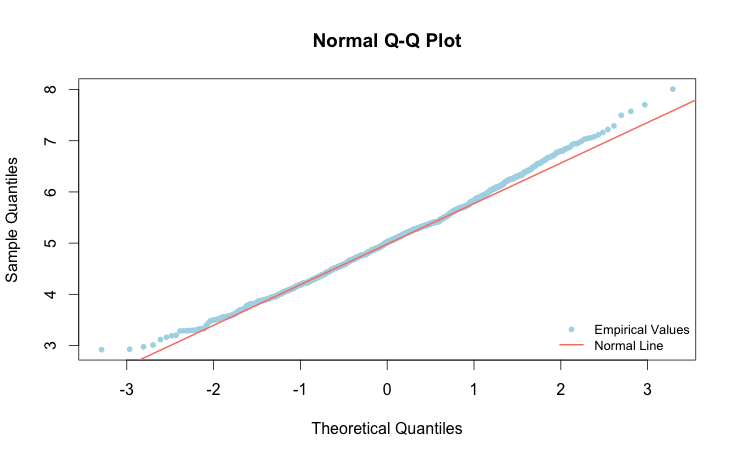 Normal Q-Q Plot
8
7
6
5
4
3
Sample Quantiles
Empirical Values
Normal Line
-3 -2 -1 0 1 2 3
Theoretical Quantiles